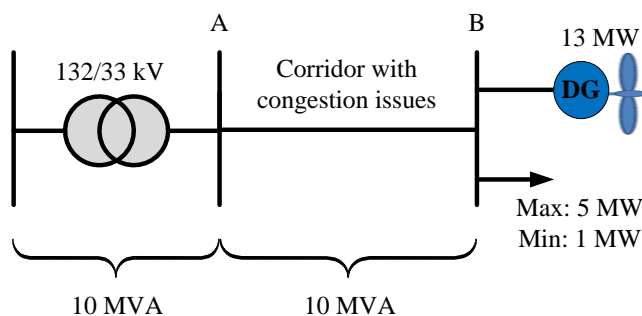 A
B
13 MW
132/33 kV
Corridor with
congestion issues
DG
Max: 5 MW
Min: 1 MW
10 MVA
10 MVA